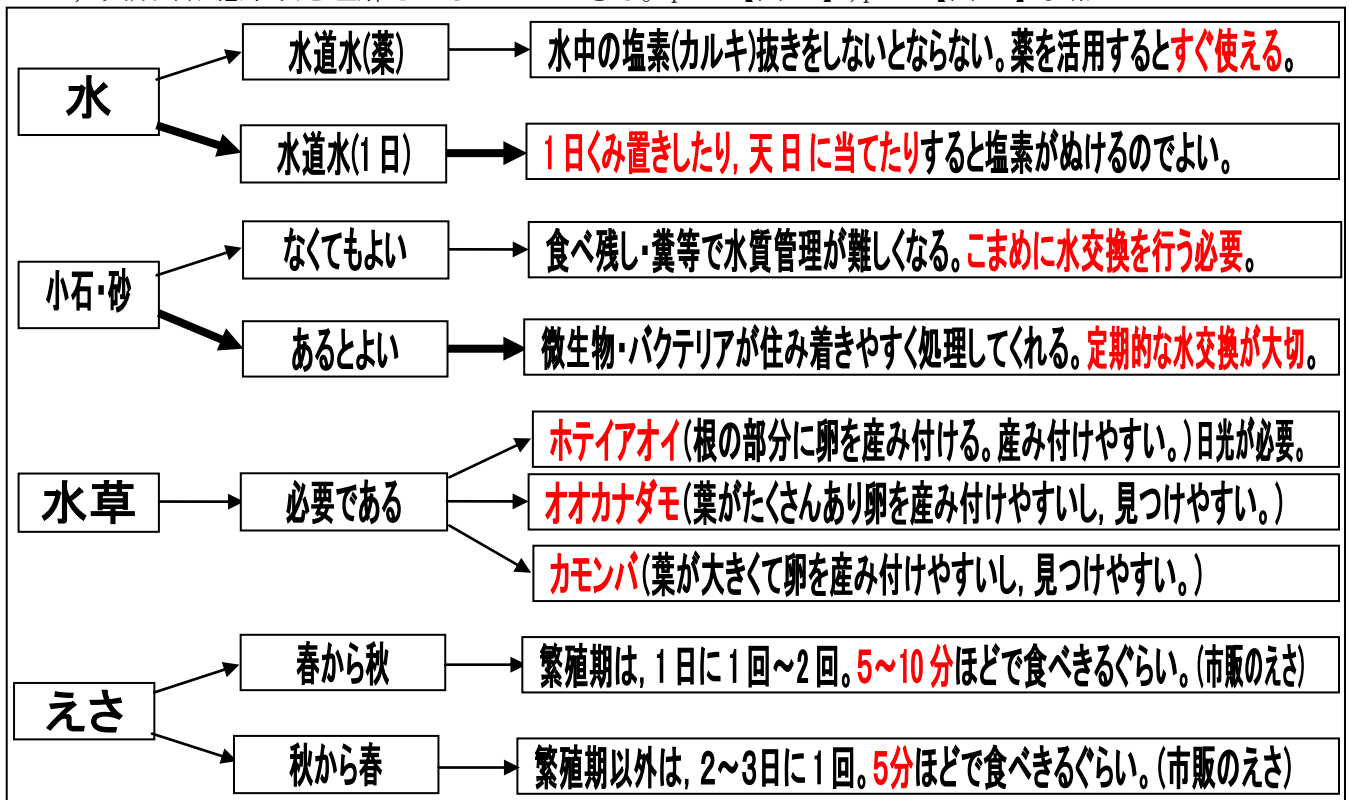 水
水道水(薬)
水中の塩素(カルキ)抜きをしないとならない。薬を活用するとすぐ使える。
水道水(1日)
1日くみ置きしたり,天日に当てたりすると塩素がぬけるのでよい。
小石・砂
なくてもよい
食べ残し・糞等で水質管理が難しくなる。こまめに水交換を行う必要。
あるとよい
微生物・バクテリアが住み着きやすく処理してくれる。定期的な水交換が大切。
水草
必要である
ホテイアオイ(根の部分に卵を産み付ける。産み付けやすい。)日光が必要。
オオカナダモ(葉がたくさんあり卵を産み付けやすいし,見つけやすい。)
カモンバ(葉が大きくて卵を産み付けやすいし,見つけやすい。)
えさ
春から秋
繁殖期は,1日に1回~2回。5~10分ほどで食べきるぐらい。(市販のえさ)
秋から春
繁殖期以外は,2~3日に1回。5分ほどで食べきるぐらい。(市販のえさ)